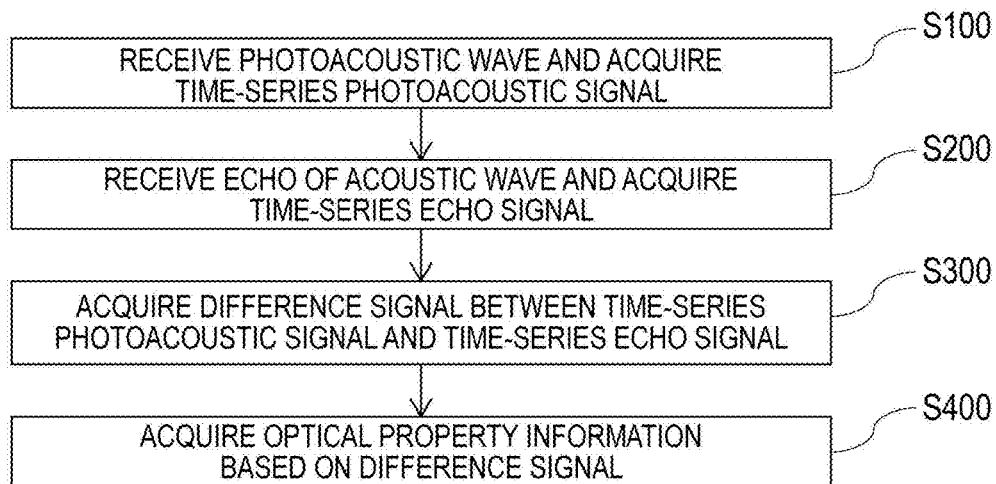 S100
RECEIVE PHOTOACOUSTIC WAVE AND ACQUIRE
TIME-SERIES PHOTOACOUSTIC SIGNAL
S200
RECEIVE ECHO OF ACOUSTIC WAVE AND ACQUIRE
TIME-SERIES ECHO SIGNAL
S300
ACQUIRE DIFFERENCE SIGNAL BETWEEN TIME-SERIES
PHOTOACOUSTIC SIGNAL AND TIME-SERIES ECHO SIGNAL
S400
ACQUIRE OPTICAL PROPERTY INFORMATION
BASED ON DIFFERENCE SIGNAL